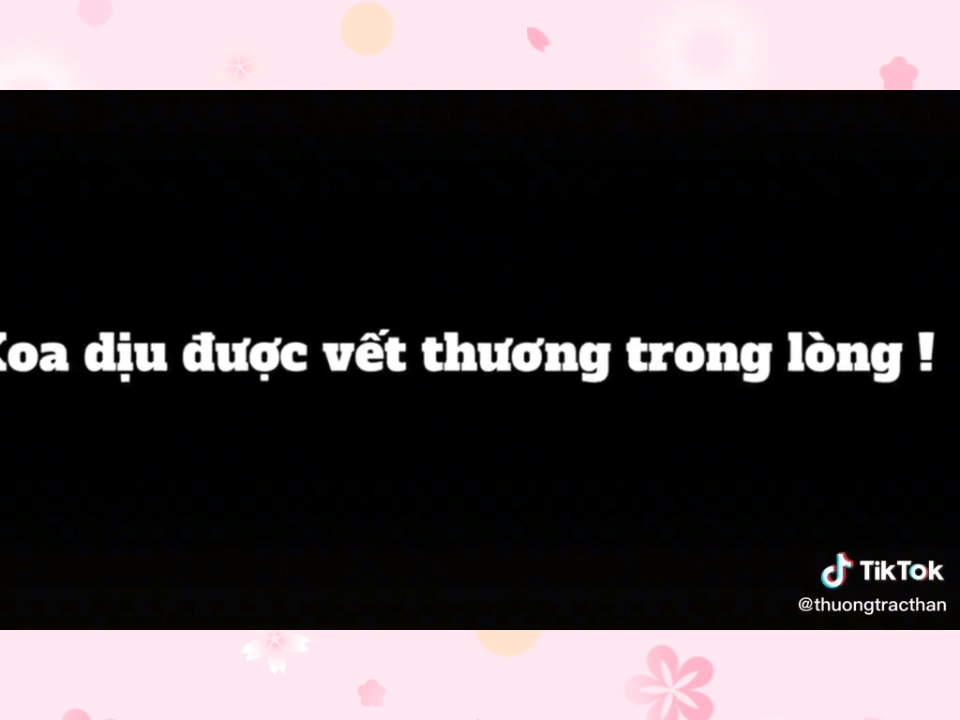 Xoa dịu được vết thương trong lòng !
TikTok
@thuongtracthan